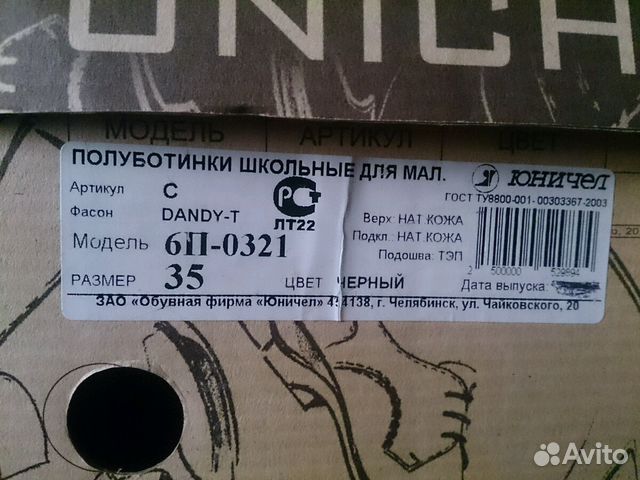 UNICH
МОДЕЛЬ АРТИКУЛ ЦВЕТ
ПОЛУБОТИНКИ ШКОЛЬНЫЕ ДЛЯ МАЛ. ЮНИЧЕЛ
Артикул С РСТ ГОСТ ТУ8800-001- 00303367-2003
Фасон DANDY-T ЛТ22 Верх НАТ.КОЖА
Модель 6П-0321 Подкл. НАТ.КОЖА
Подошва: ТЭП
РАЗМЕР 35 ЦВЕТ ЧЕРНЫЙ 2 500000 529894
Дата выпуска:
ЗАО «Обувная фирма «Юничел» 454138, г. Челябинск, ул. Чайковского, 20
Avito